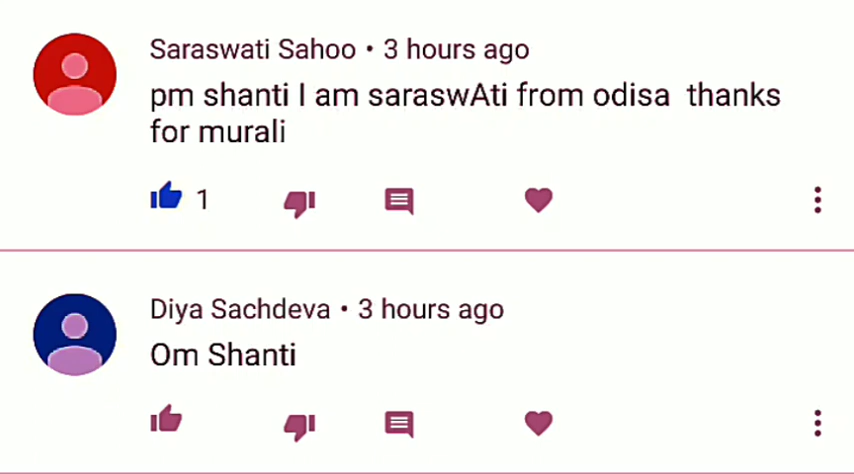 Saraswati Sahoo • 3 hours ago
pm shanti I am saraswAti from odisa  thanks
for murali
1
Diya Sachdeva • 3 hours ago
Om Shanti